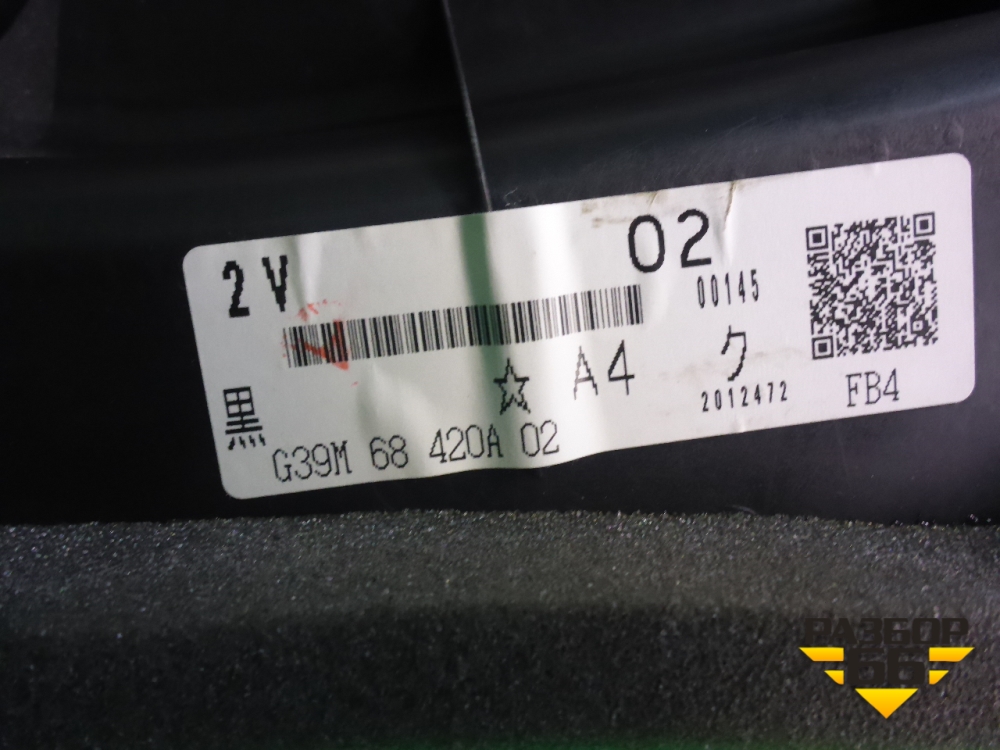 2V
02
00145
☆ A4
ク
2012472
FB4
黒
G39M 68 420A 02
РАЗБОР
66